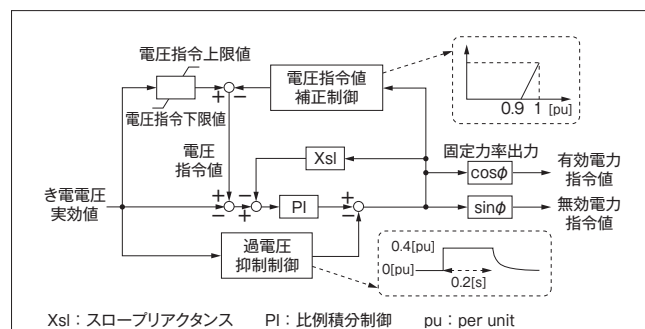 電圧指令上限値
電圧指令下限値
電圧指令値
補正制御
0.9 1 [pu]
電圧
指令値
Xsl
固定力率出力
cosφ
有効電力
指令値
き電電圧
実効値
PI
sinφ
無効電力
指令値
過電圧
抑制制御
0.4[pu]
0[pu]
0.2[s]
Xsl：スロープリアクタンス PI：比例積分制御 pu：per unit